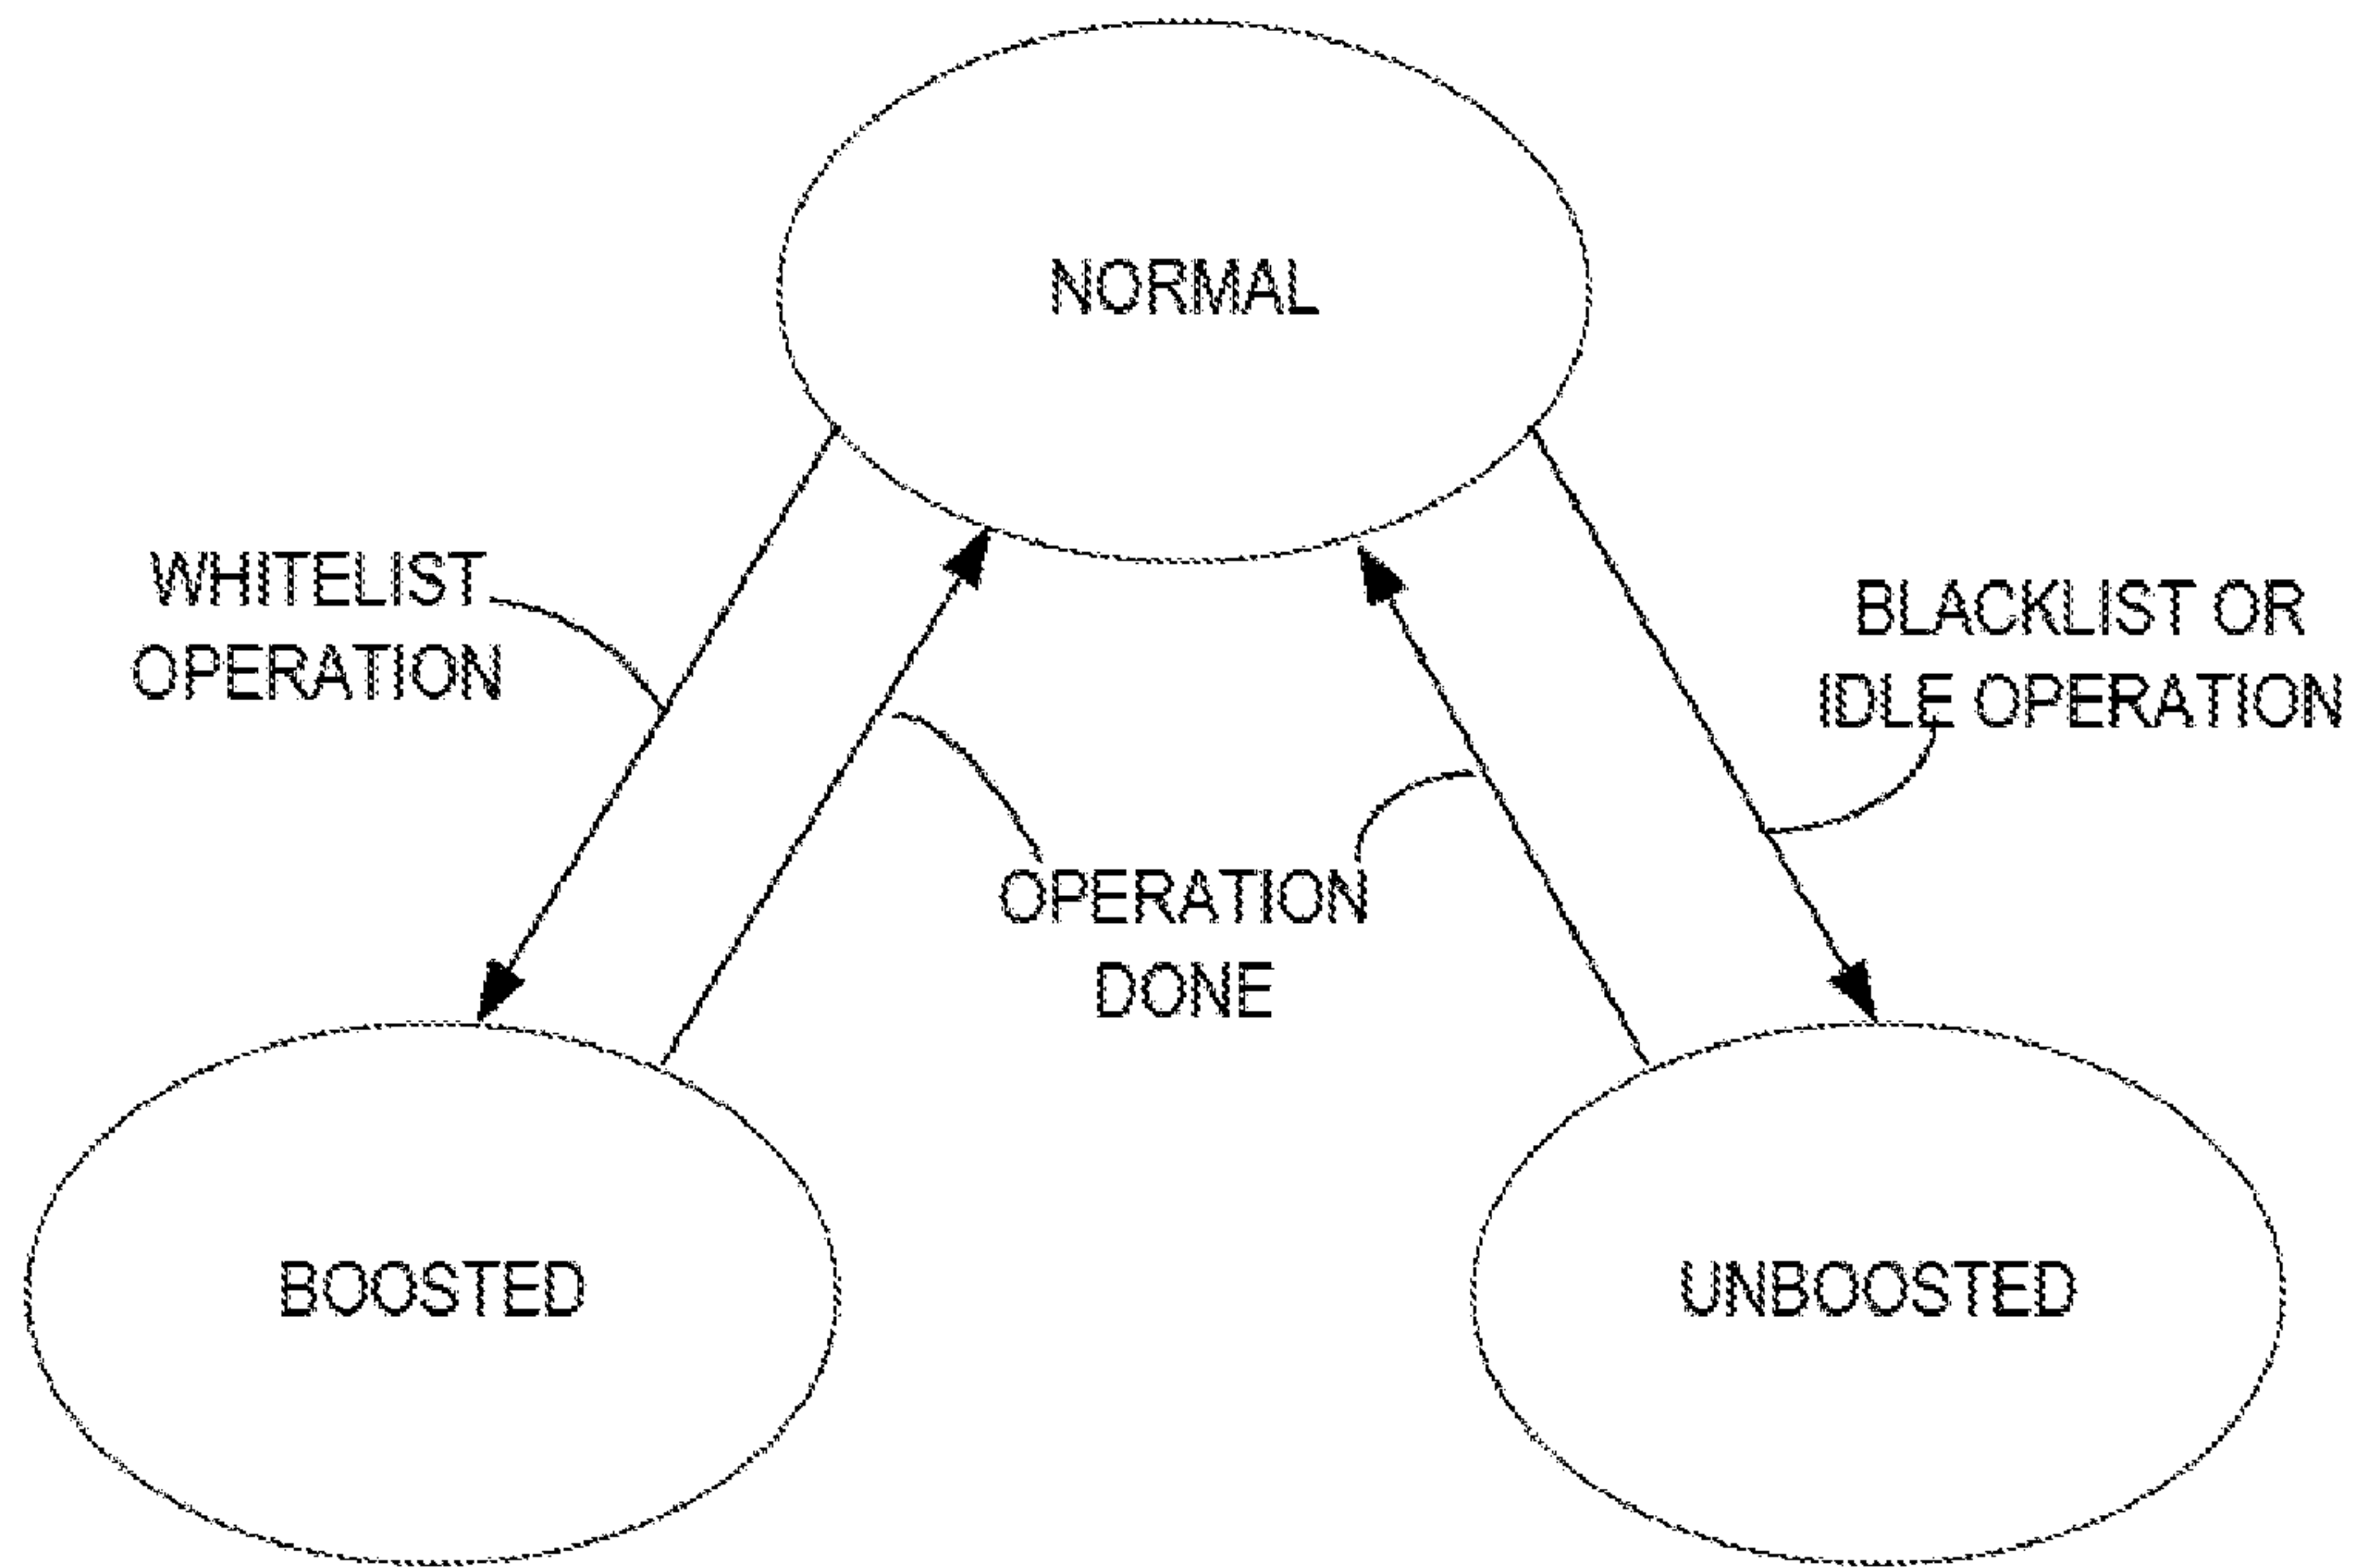 NORMAL
WHITELIST
OPERATION
BLACKLIST OR
IDLE OPERATION
OPERATION
DONE
BOOSTED
UNBOOSTED